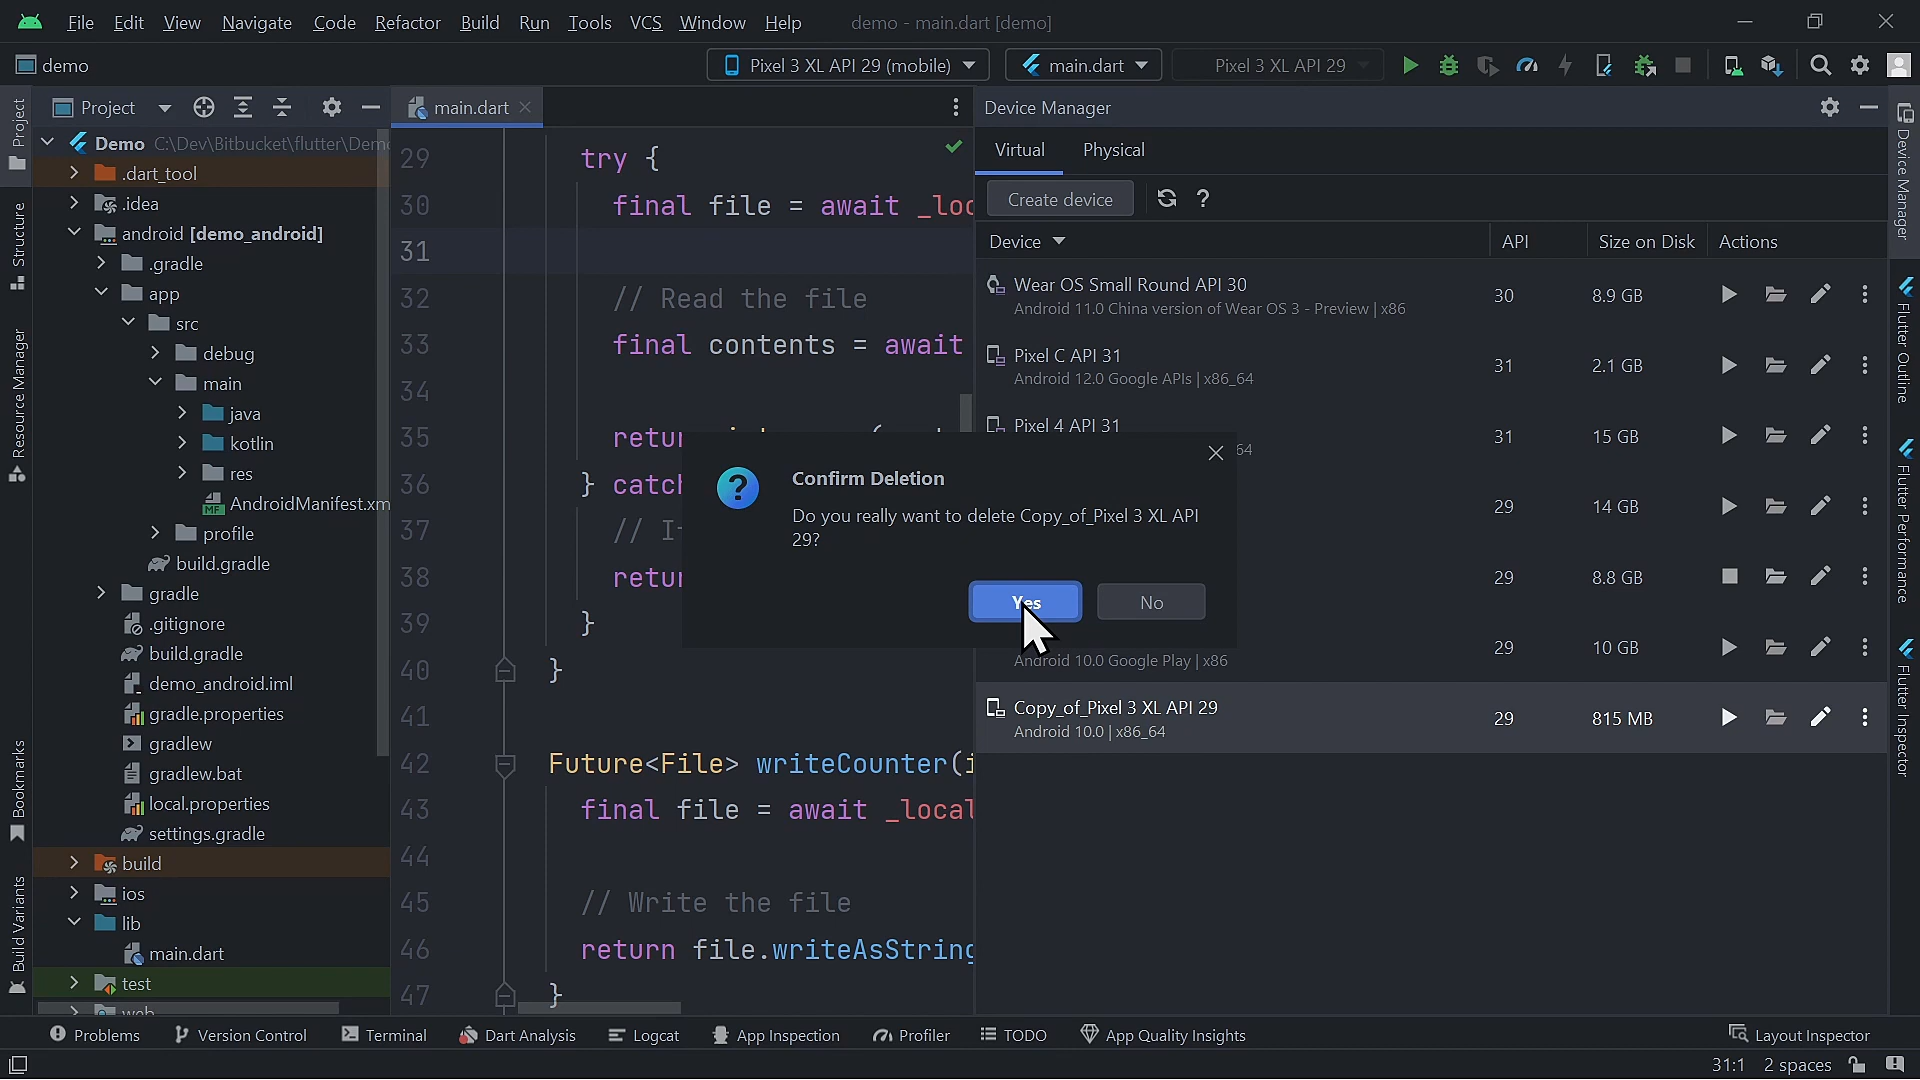 File Edit View Navigate Code Refactor Build Run Tools VCS Window Help demo - main.dart [demo]
demo Pixel 3 XL API 29 (mobile) main.dart Pixel 3 XL API 29
Project main.dart Device Manager
Demo C:\Dev\Bitbucket\flutter\Dem
.dart_tool
.idea
android [demo_android]
.gradle
app
src
debug
main
java
kotlin
res
AndroidManifest.xm
profile
build.gradle
gradle
.gitignore
build.gradle
demo_android.iml
gradle.properties
gradlew
gradlew.bat
local.properties
settings.gradle
build
ios
lib
main.dart
test
web
Project
Structure
Resource Manager
Bookmarks
Build Variants
29 try {
30 final file = await _loc
31
32 // Read the file
33 final contents = await
34
35 retur
36 } catch
37 // I
38 retur
39 }
40 }
41
42 Future<File> writeCounter(i
43 final file = await _local
44
45 // Write the file
46 return file.writeAsString
47 }
Virtual Physical
Create device ?
Device API Size on Disk Actions
Wear OS Small Round API 30
Android 11.0 China version of Wear OS 3 - Preview | x86
30 8.9 GB
Pixel C API 31
Android 12.0 Google APIs | x86_64
31 2.1 GB
Pixel 4 API 31
64
31 15 GB
29 14 GB
29 8.8 GB
Android 10.0 Google Play | x86
29 10 GB
Copy_of_Pixel 3 XL API 29
Android 10.0 | x86_64
29 815 MB
Confirm Deletion
Do you really want to delete Copy_of_Pixel 3 XL API
29?
Yes No
Device Manager
Flutter Outline
Flutter Performance
Flutter Inspector
Problems Version Control Terminal Dart Analysis Logcat App Inspection Profiler TODO App Quality Insights Layout Inspector
31:1 2 spaces